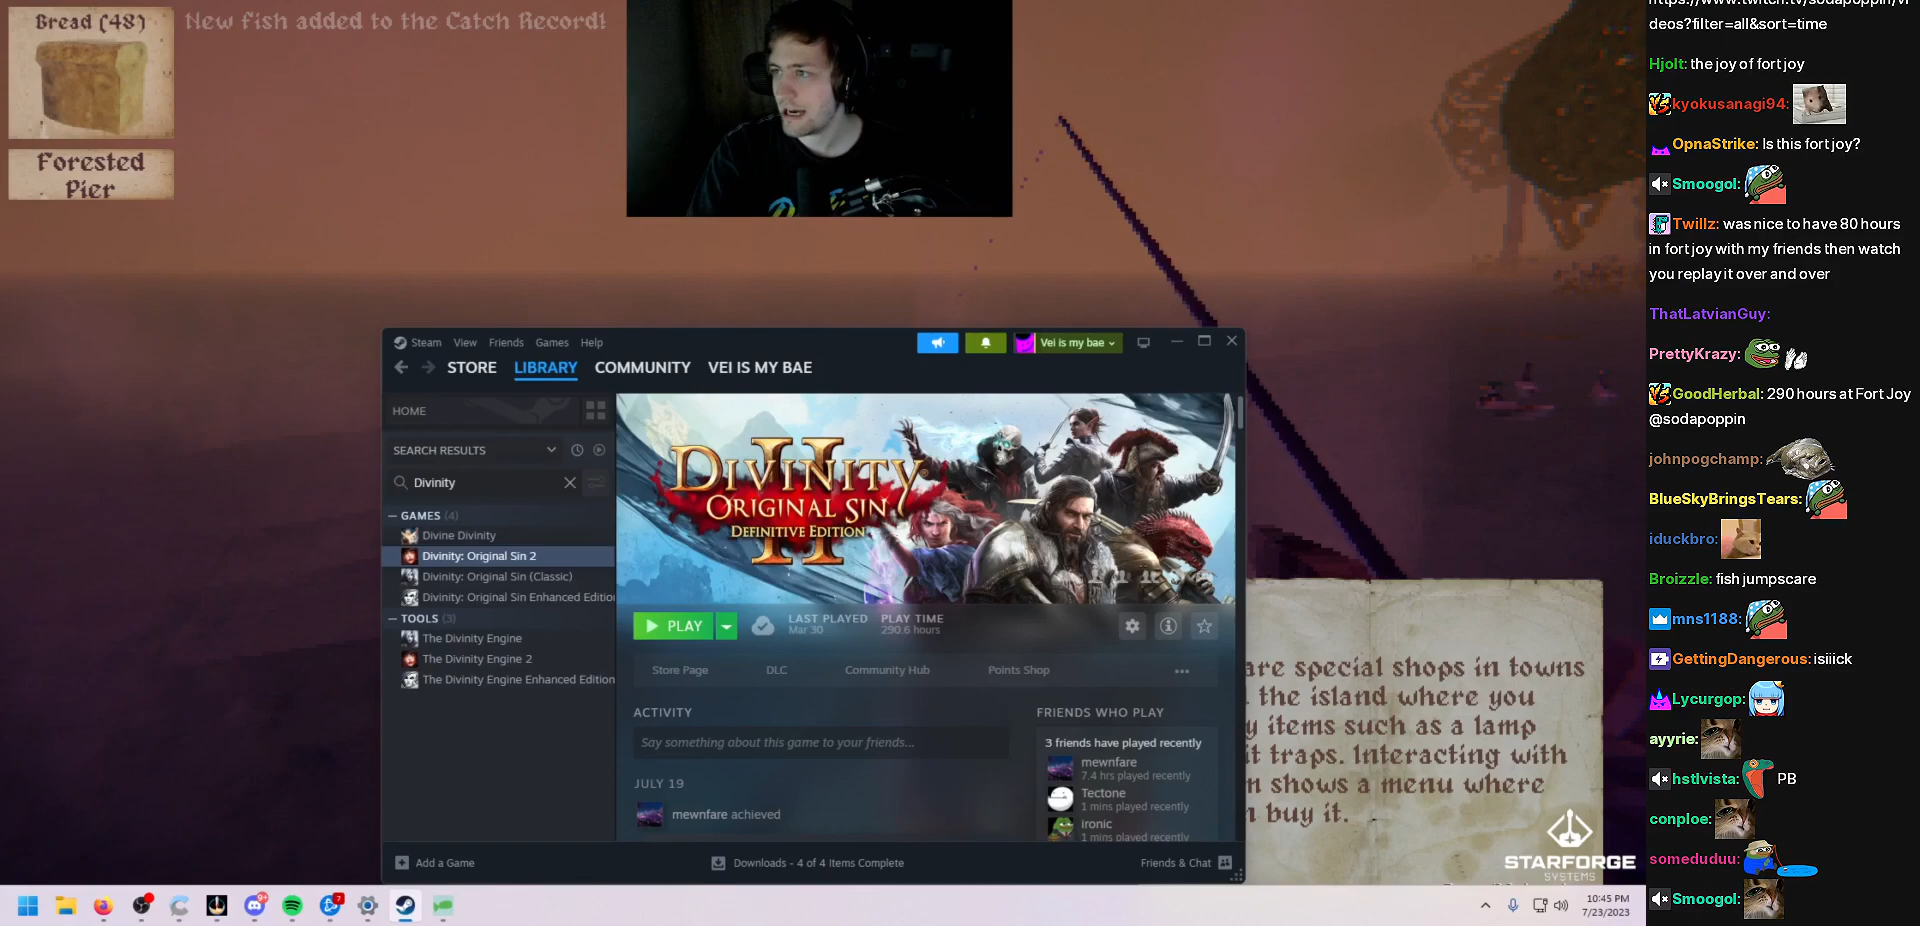 Bread (48)
New fish added to the Catch Record!
Forested
Pier
Steam View Friends Games Help
Vei is my bae
STORE LIBRARY COMMUNITY VEI IS MY BAE
HOME
SEARCH RESULTS
Divinity
GAMES (4)
Divine Divinity
Divinity: Original Sin 2
Divinity: Original Sin (Classic)
Divinity: Original Sin Enhanced Editio
TOOLS (3)
The Divinity Engine
The Divinity Engine 2
The Divinity Engine Enhanced Edition
DIVINITY
II
ORIGINAL SIN
DEFINITIVE EDITION
PLAY
LAST PLAYED
Mar 30
PLAY TIME
290.6 hours
Store Page DLC Community Hub Points Shop
ACTIVITY
Say something about this game to your friends...
JULY 19
mewnfare achieved
FRIENDS WHO PLAY
3 friends have played recently
mewnfare
7.4 hrs played recently
Tectone
1 mins played recently
ironic
1 mins played recently
Add a Game
Downloads - 4 of 4 Items Complete
Friends & Chat
are special shops in towns
the island where you
y items such as a lamp
it traps. Interacting with
n shows a menu where
buy it.
STARFORGE
SYSTEMS
10:45 PM
7/23/2023
https://www.twitch.tv/sodapoppin/vi
deos?filter=all&sort=time
Hjolt: the joy of fort joy
kyokusanagi94:
OpnaStrike: Is this fort joy?
Smoogol:
Twillz: was nice to have 80 hours
in fort joy with my friends then watch
you replay it over and over
ThatLatvianGuy:
PrettyKrazy:
GoodHerbal: 290 hours at Fort Joy
@sodapoppin
johnpogchamp:
BlueSkyBringsTears:
iduckbro:
Broizzle: fish jumpscare
mns1188:
GettingDangerous: isiiick
Lycurgop:
ayyrie:
hstlvista: PB
conploe:
someduduu:
Smoogol: